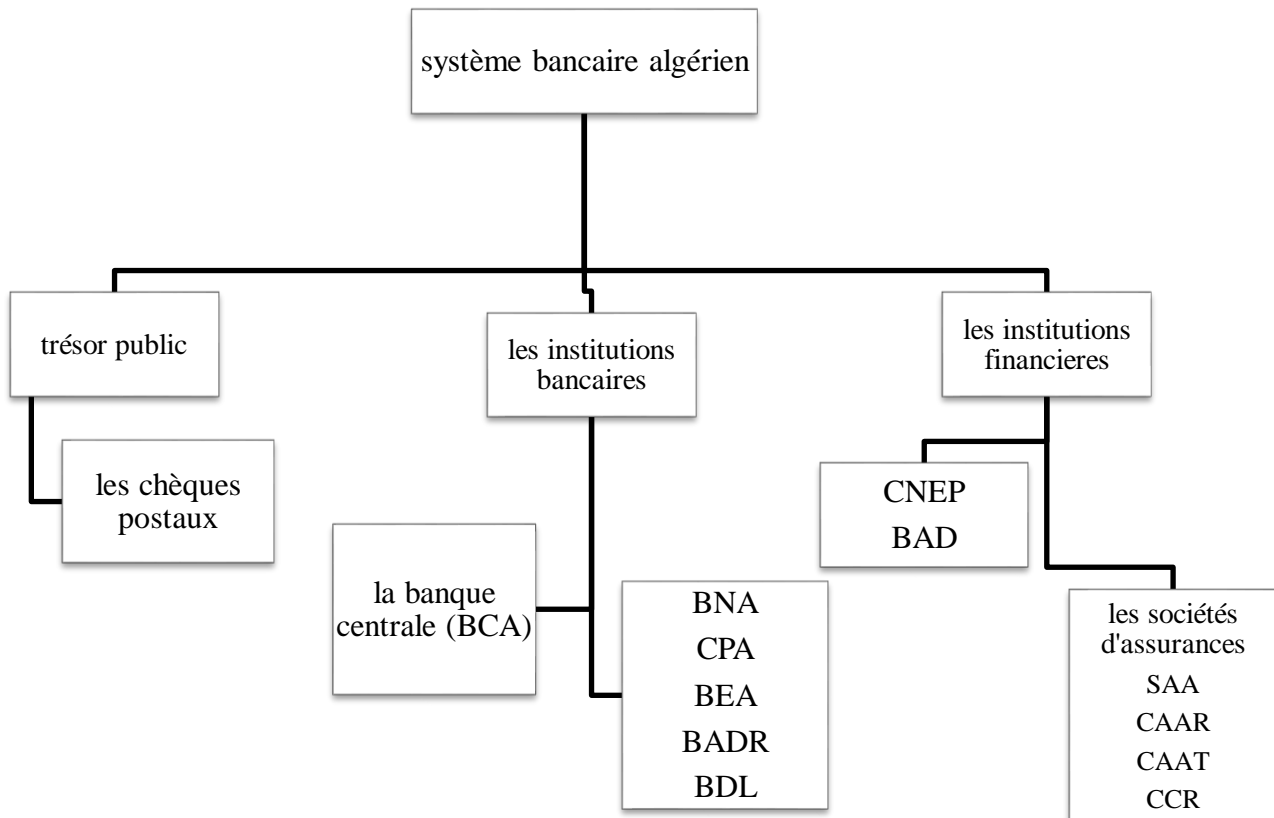 système bancaire algérien
trésor public
les institutions
bancaires
les institutions
financieres
les chèques
postaux
la banque
centrale (BCA)
BNA
CPA
BEA
BADR
BDL
CNEP
BAD
les sociétés
d'assurances
SAA
CAAR
CAAT
CCR